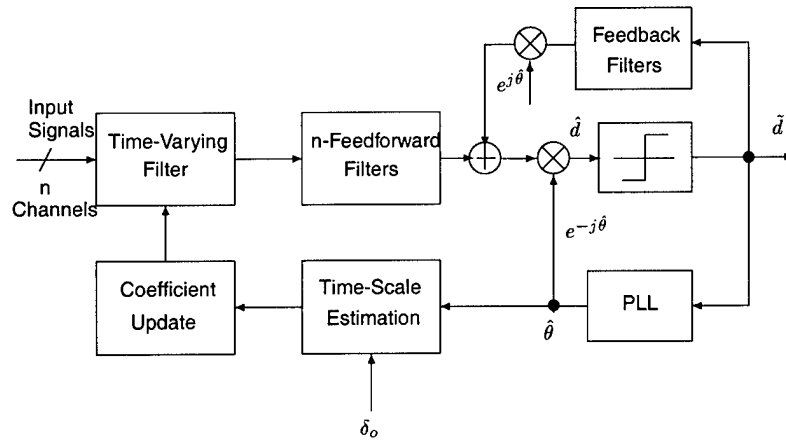 Feedback
Filters
$e^{j\hat{\theta}}$
Input
Signals
n
Channels
Time-Varying
Filter
n-Feedforward
Filters
+
$\hat{d}$
$\tilde{d}$
$e^{-j\hat{\theta}}$
Coefficient
Update
Time-Scale
Estimation
$\hat{\theta}$
PLL
$\delta_o$